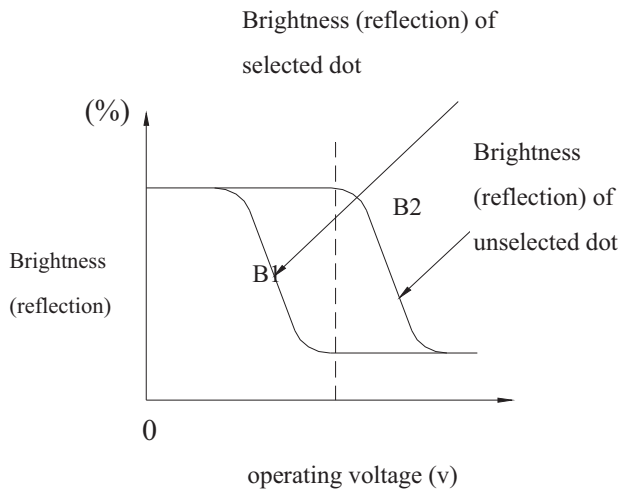 Brightness (reflection) of
selected dot
(%)
Brightness
(reflection) of
unselected dot
B2
B1
Brightness
(reflection)
0
operating voltage (v)